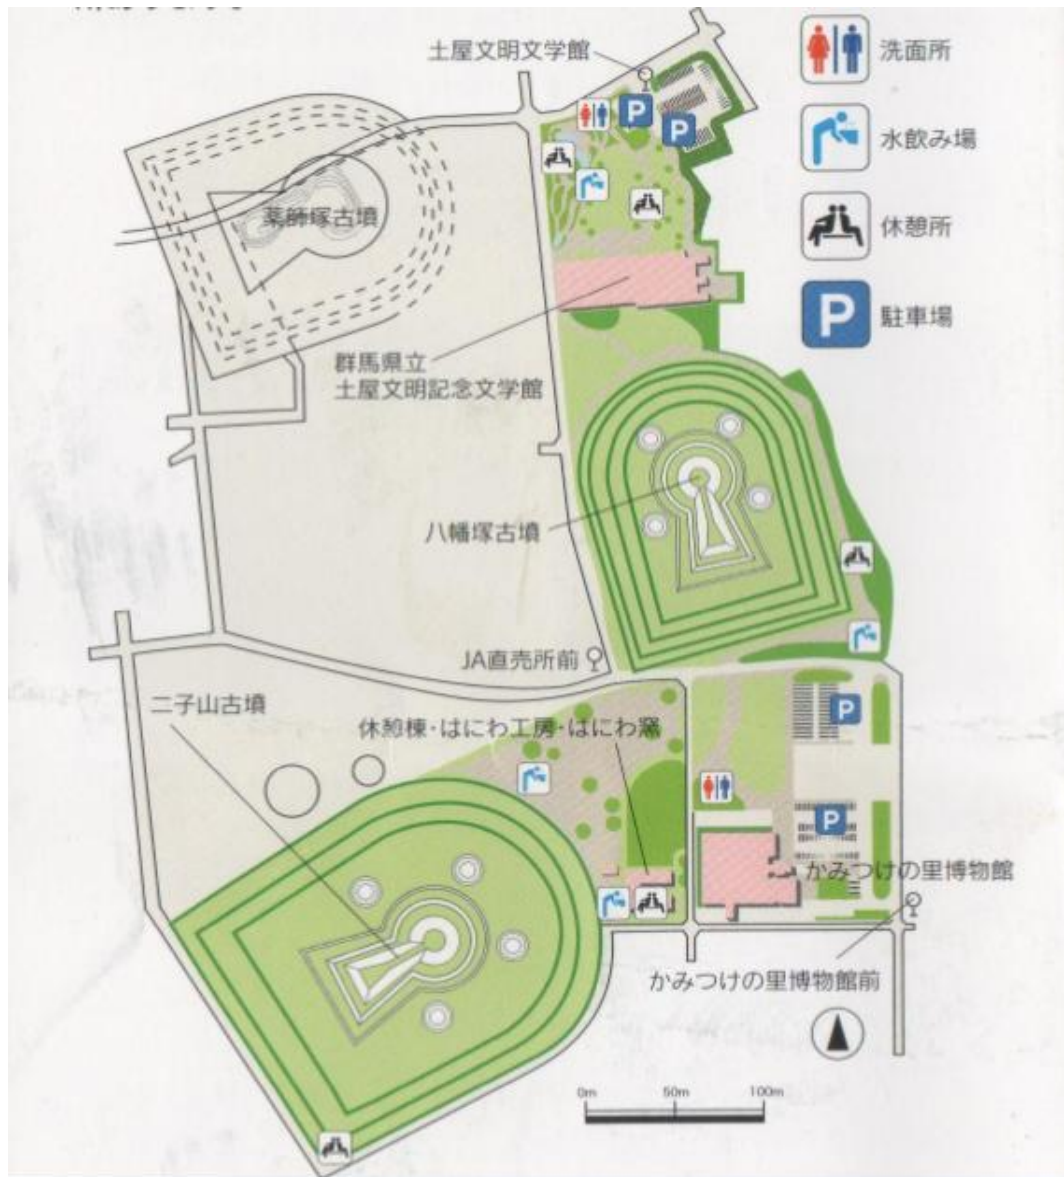 土屋文明文学館
洗面所
P
P
水飲み場
薬師塚古墳
休憩所
P
駐車場
群馬県立
土屋文明記念文学館
八幡塚古墳
JA直売所前
二子山古墳
休憩棟・はにわ工房・はにわ窯
P
P
かみつけの里博物館
かみつけの里博物館前
0m
50m
100m